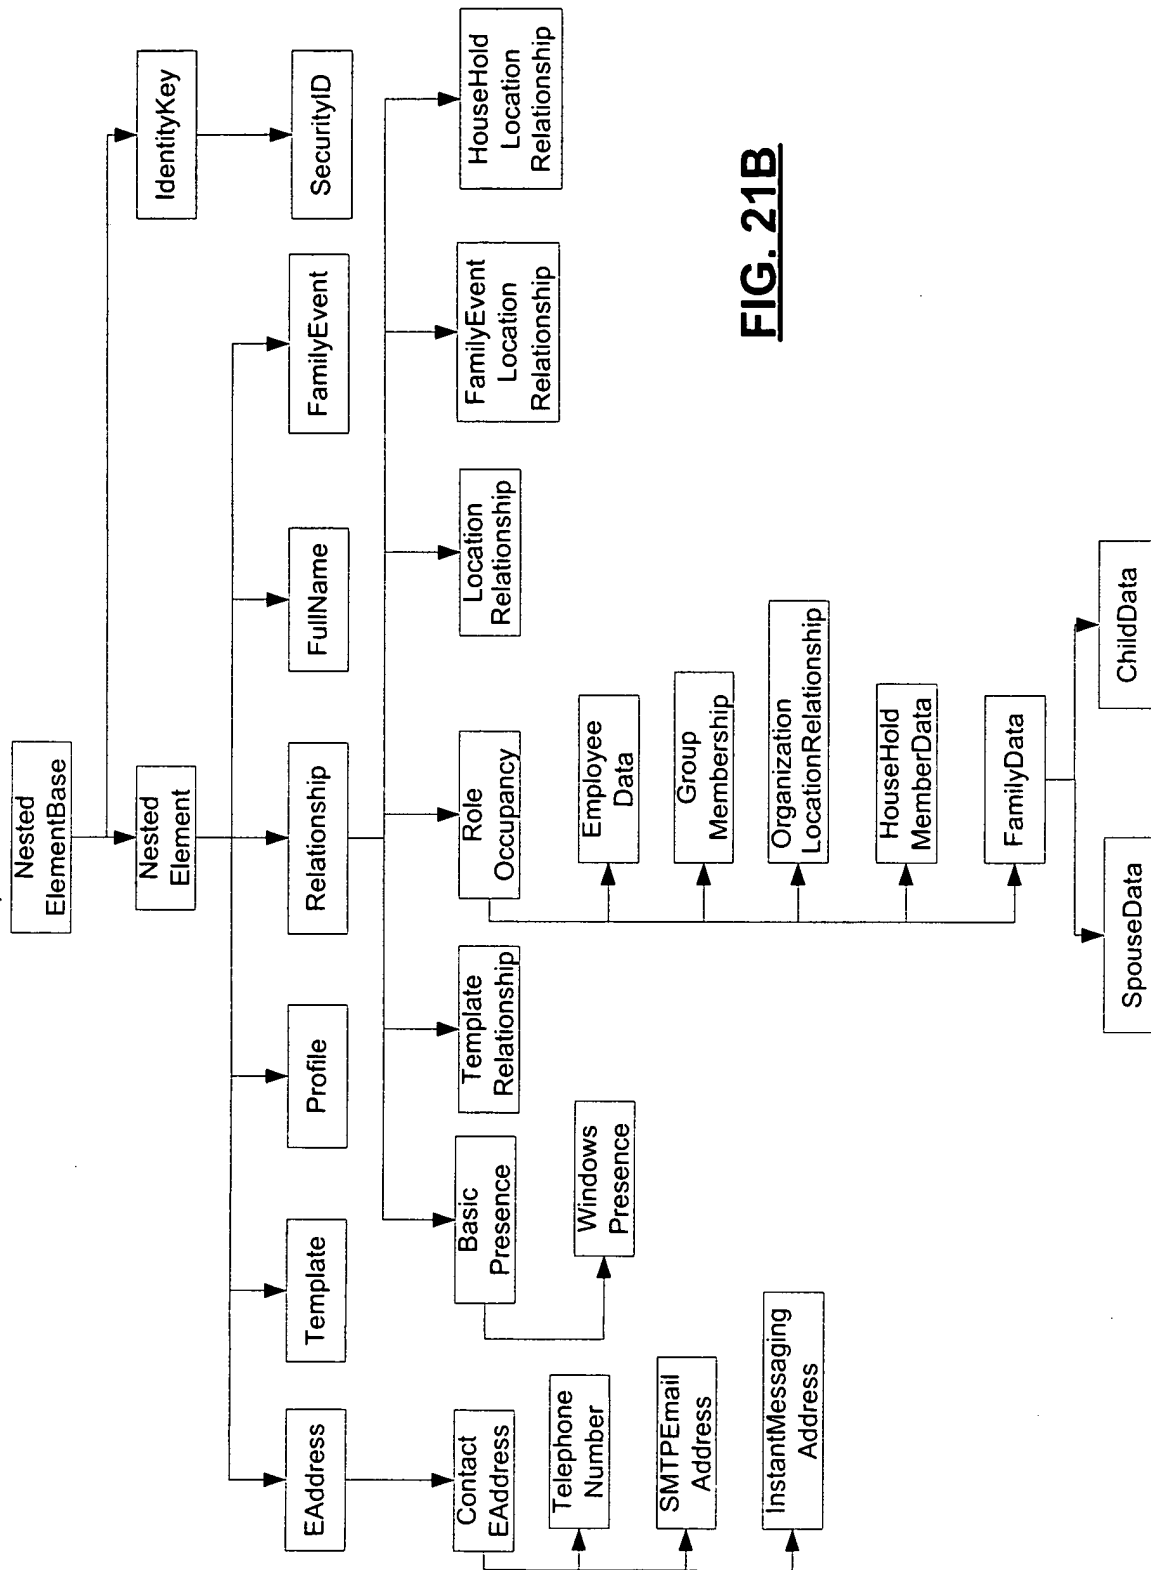 Nested
ElementBase
Nested
Element
IdentityKey
EAddress
Template
Profile
Relationship
FullName
FamilyEvent
SecurityID
Contact
EAddress
Basic
Presence
Template
Relationship
Role
Occupancy
Location
Relationship
FamilyEvent
Location
Relationship
HouseHold
Location
Relationship
Telephone
Number
SMTPEmail
Address
InstantMessaging
Address
Windows
Presence
Employee
Data
Group
Membership
Organization
LocationRelationship
HouseHold
MemberData
FamilyData
SpouseData
ChildData
FIG. 21B